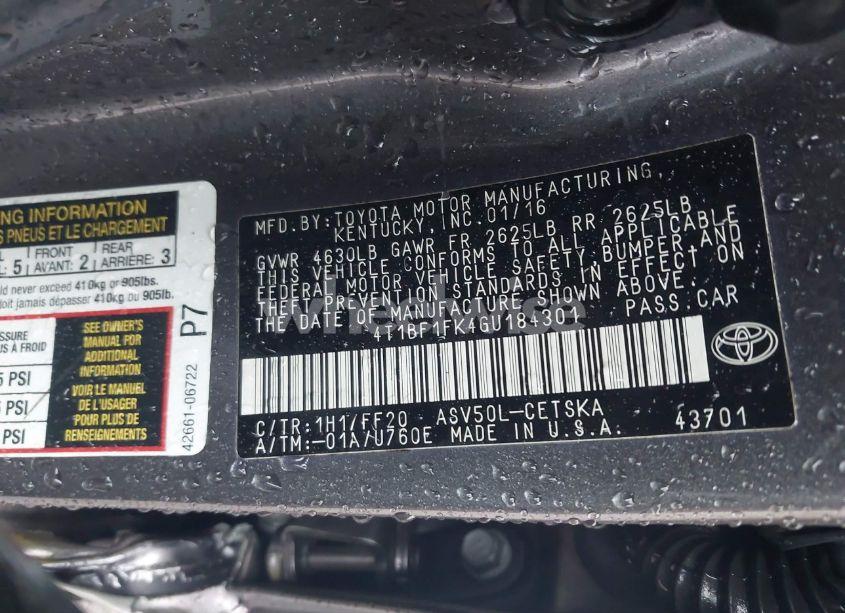 NG INFORMATION
S PNEUS ET LE CHARGEMENT
L: 5 FRONT AVANT: 2 REAR ARRIÈRE: 3
ld never exceed 410kg or 905lbs.
doit jamais dépasser 410kg ou 905lb.
ESSURE
S À FROID
5 PSI
5 PSI
PSI
SEE OWNER'S
MANUAL FOR
ADDITIONAL
INFORMATION
VOIR LE MANUEL
DE L'USAGER
POUR PLUS DE
RENSEIGNEMENTS
P7
42661-06722
MFD. BY: TOYOTA MOTOR MANUFACTURING,
KENTUCKY, INC. 01/16
GVWR 4630LB GAWR FR 2625LB RR 2625LB
THIS VEHICLE CONFORMS TO ALL APPLICABLE
FEDERAL MOTOR VEHICLE SAFETY, BUMPER, AND
THEFT PREVENTION STANDARDS IN EFFECT ON
THE DATE OF MANUFACTURE SHOWN ABOVE.
4T1BF1FK4GU184301 PASS. CAR
C/TR: 1H1/FF20 ASV50L-CETSKA
A/TM: -01A/U760E MADE IN U.S.A. 43701
wheelhouse